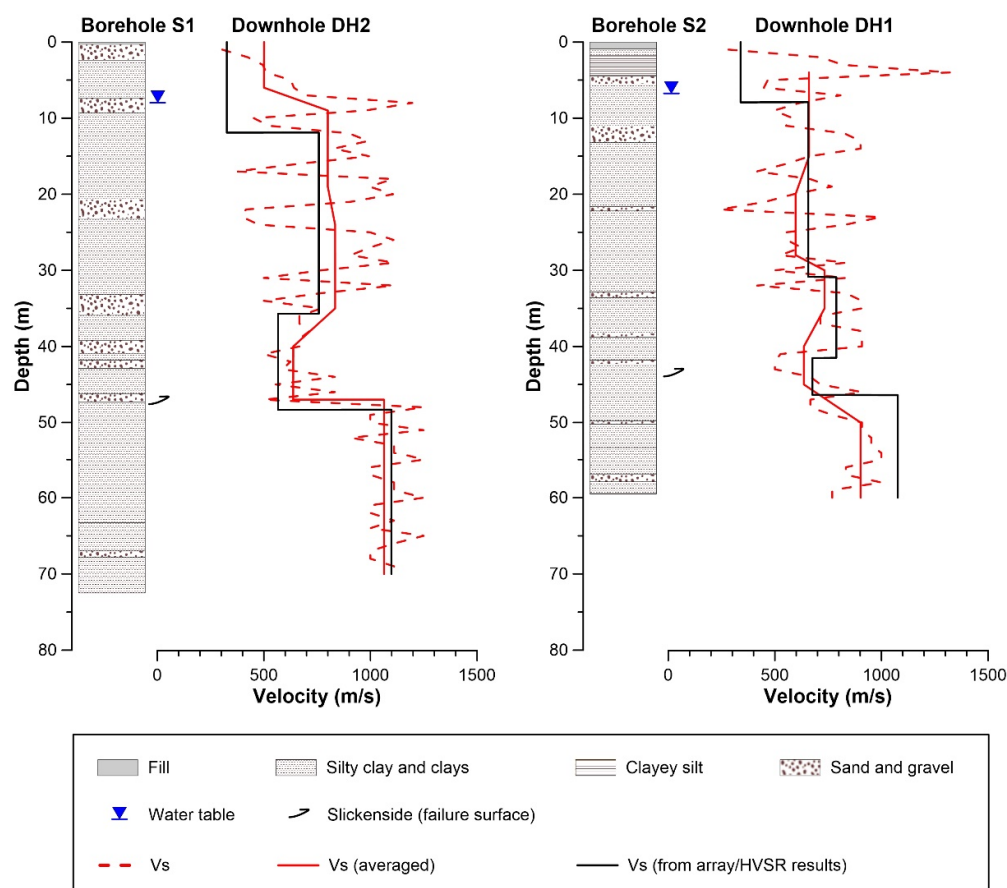 Borehole S1 Downhole DH2 Borehole S2 Downhole DH1
0
10
20
30
40
50
60
70
80
Depth (m)
0 500 1000 1500
Velocity (m/s)
0
10
20
30
40
50
60
70
80
Depth (m)
0 500 1000 1500
Velocity (m/s)
Fill Silty clay and clays Clayey silt Sand and gravel
Water table Slickenside (failure surface)
Vs Vs (averaged) Vs (from array/HVSR results)